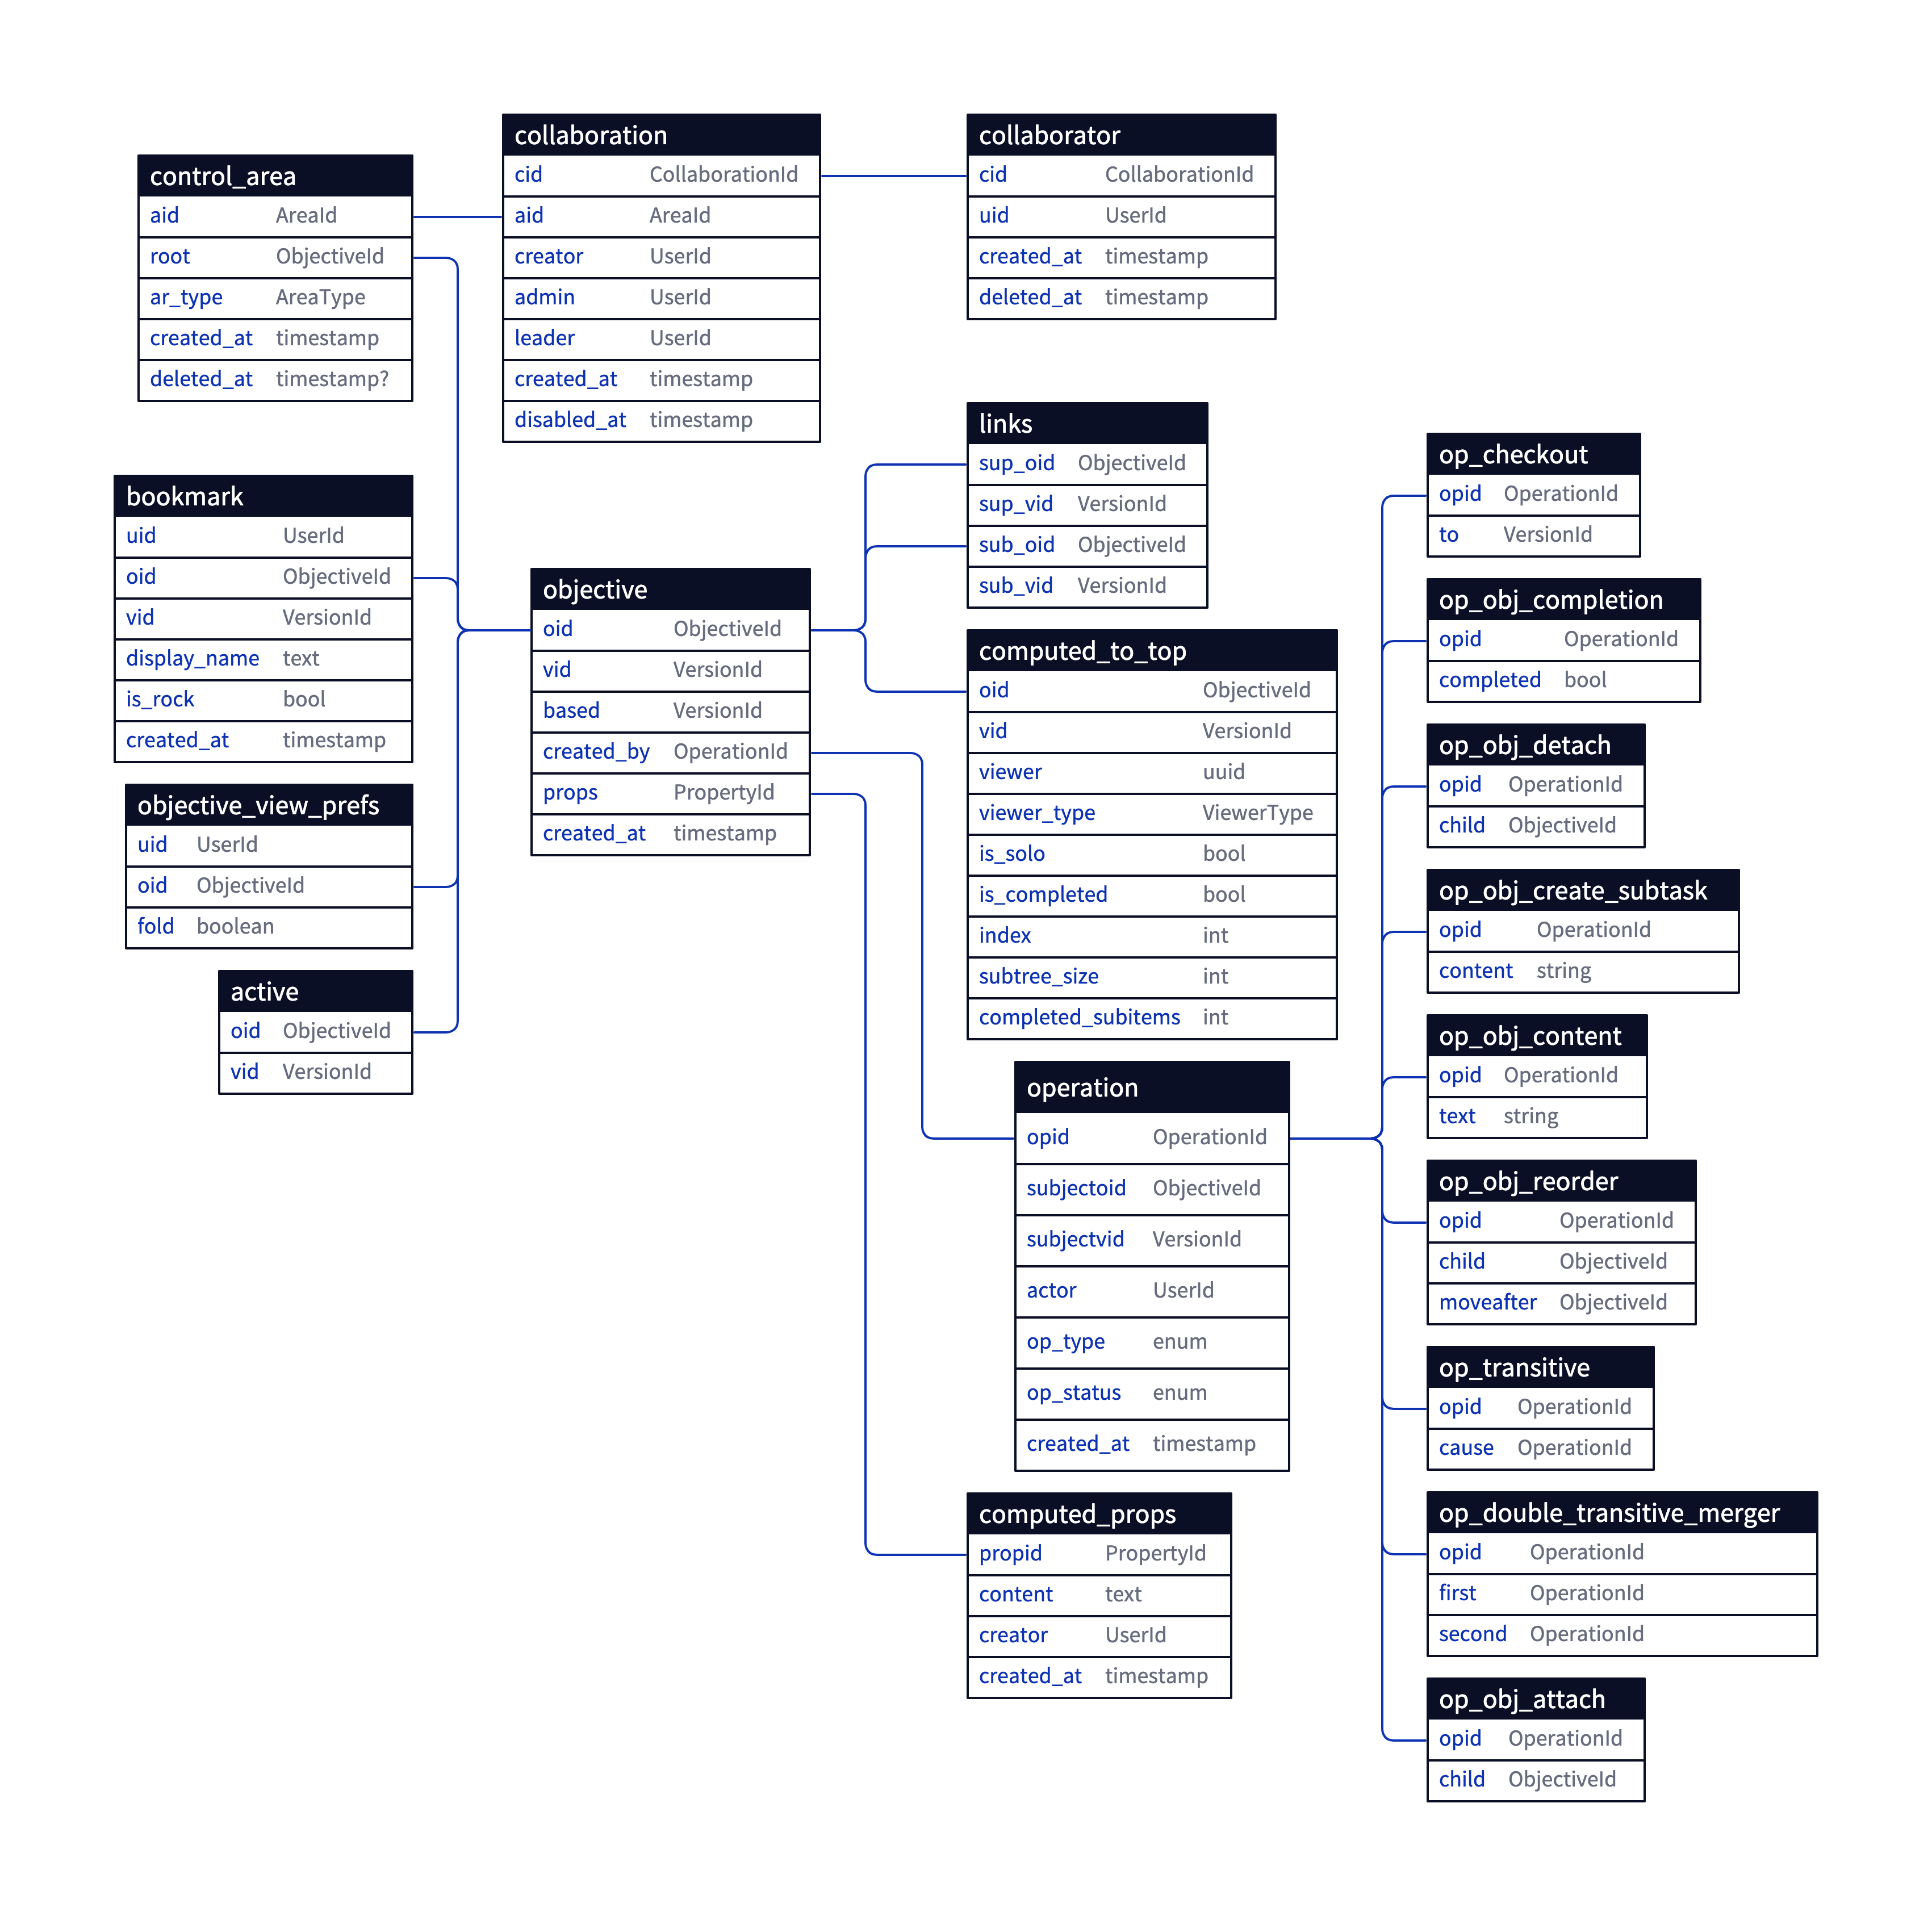 control_area
aid AreaId
root ObjectiveId
ar_type AreaType
created_at timestamp
deleted_at timestamp?
collaboration
cid CollaborationId
aid AreaId
creator UserId
admin UserId
leader UserId
created_at timestamp
disabled_at timestamp
collaborator
cid CollaborationId
uid UserId
created_at timestamp
deleted_at timestamp
bookmark
uid UserId
oid ObjectiveId
vid VersionId
display_name text
is_rock bool
created_at timestamp
objective_view_prefs
uid UserId
oid ObjectiveId
fold boolean
active
oid ObjectiveId
vid VersionId
objective
oid ObjectiveId
vid VersionId
based VersionId
created_by OperationId
props PropertyId
created_at timestamp
links
sup_oid ObjectiveId
sup_vid VersionId
sub_oid ObjectiveId
sub_vid VersionId
computed_to_top
oid ObjectiveId
vid VersionId
viewer uuid
viewer_type ViewerType
is_solo bool
is_completed bool
index int
subtree_size int
completed_subitems int
operation
opid OperationId
subjectoid ObjectiveId
subjectvid VersionId
actor UserId
op_type enum
op_status enum
created_at timestamp
computed_props
propid PropertyId
content text
creator UserId
created_at timestamp
op_checkout
opid OperationId
to VersionId
op_obj_completion
opid OperationId
completed bool
op_obj_detach
opid OperationId
child ObjectiveId
op_obj_create_subtask
opid OperationId
content string
op_obj_content
opid OperationId
text string
op_obj_reorder
opid OperationId
child ObjectiveId
moveafter ObjectiveId
op_transitive
opid OperationId
cause OperationId
op_double_transitive_merger
opid OperationId
first OperationId
second OperationId
op_obj_attach
opid OperationId
child ObjectiveId